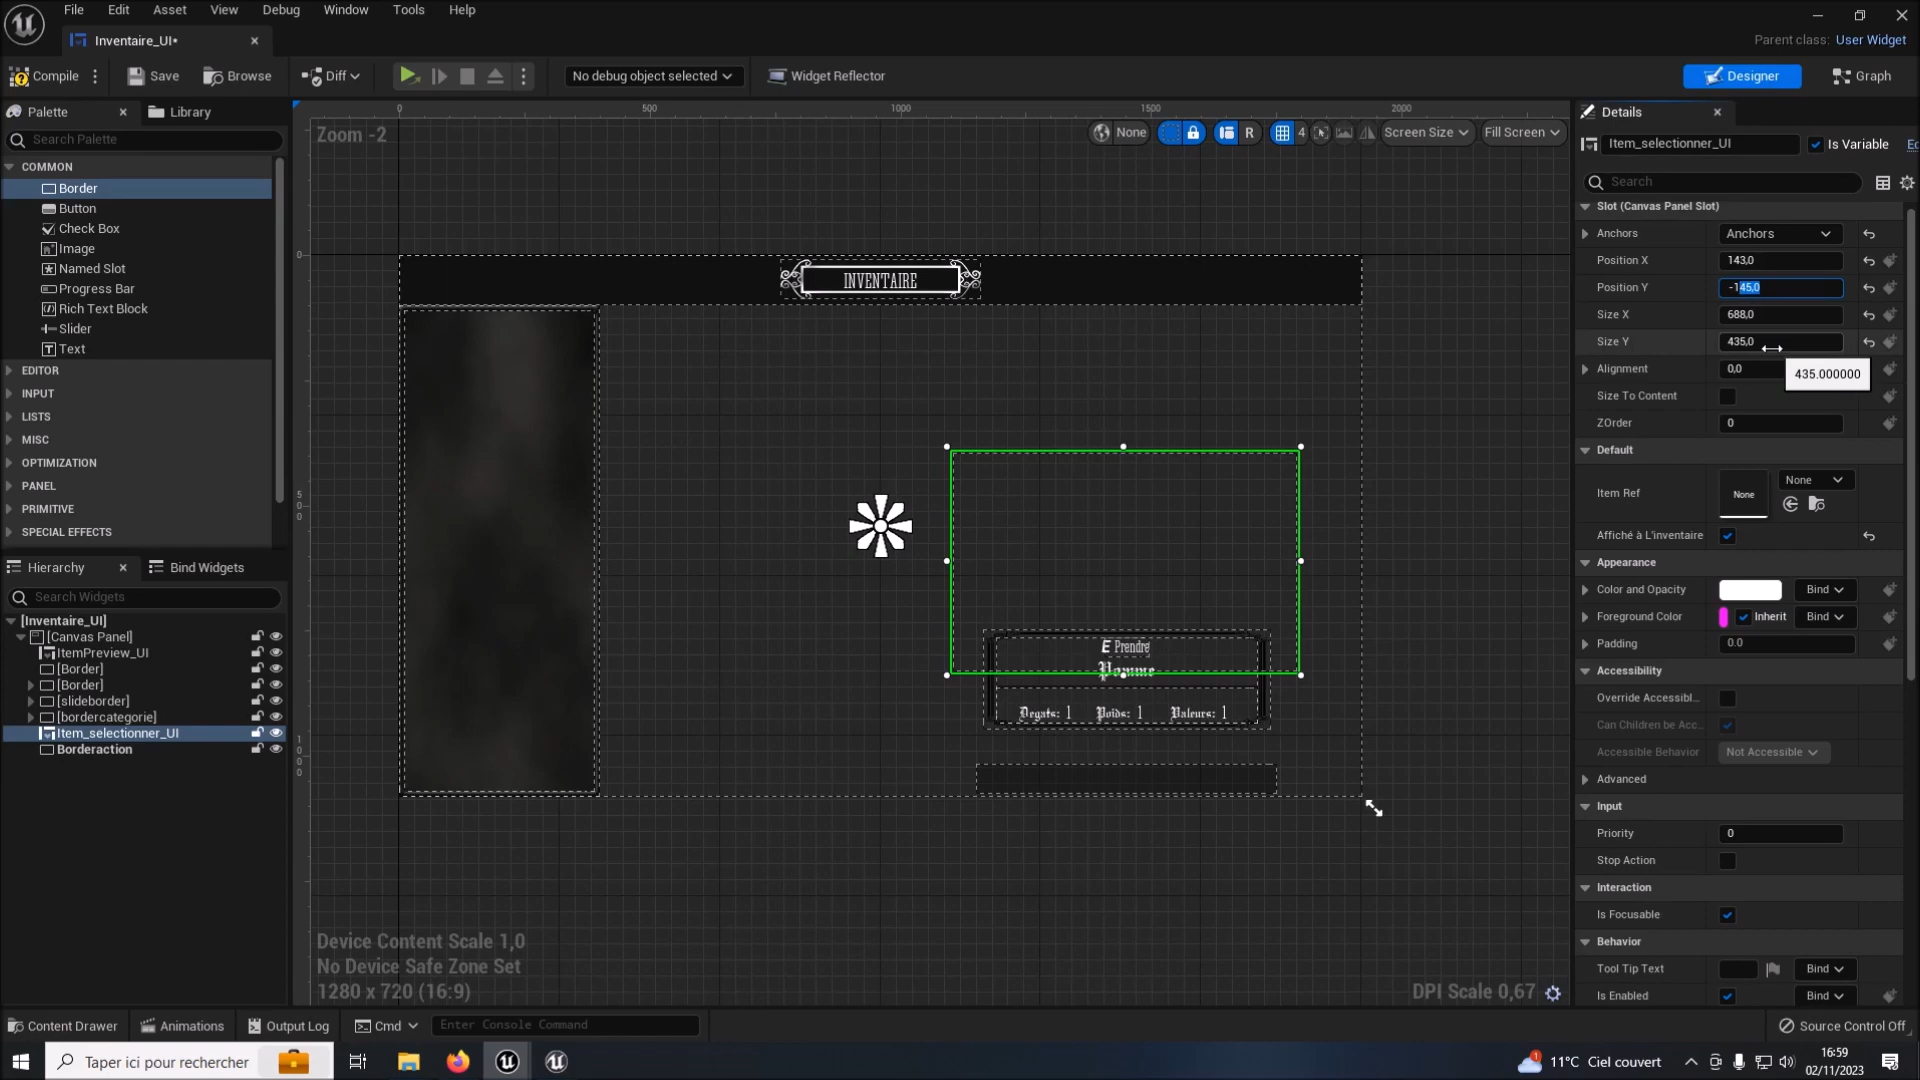 File Edit Asset View Debug Window Tools Help
Inventaire_UI•
Parent class: User Widget
Compile Save Browse Diff No debug object selected Widget Reflector Designer Graph
Palette Library
Search Palette
COMMON
Border
Button
Check Box
Image
Named Slot
Progress Bar
Rich Text Block
Slider
Text
EDITOR
INPUT
LISTS
MISC
OPTIMIZATION
PANEL
PRIMITIVE
SPECIAL EFFECTS
Hierarchy Bind Widgets
Search Widgets
[Inventaire_UI]
[Canvas Panel]
ItemPreview_UI
[Border]
[Border]
[slideborder]
[bordercategorie]
Item_selectionner_UI
Borderaction
0 500 1000 1500 2000
Zoom -2
None R 4 Screen Size Fill Screen
0
500
1000
INVENTAIRE
E Prendre
Pomme
Degats: 1 Poids: 1 Valeurs: 1
Device Content Scale 1,0
No Device Safe Zone Set
1280 x 720 (16:9)
DPI Scale 0,67
Details
Item_selectionner_UI Is Variable
Search
Slot (Canvas Panel Slot)
Anchors Anchors
Position X 143,0
Position Y -145,0
Size X 688,0
Size Y 435,0
435.000000
Alignment 0,0
Size To Content
ZOrder 0
Default
Item Ref None None
Affiché à L'inventaire
Appearance
Color and Opacity Bind
Foreground Color Inherit Bind
Padding 0.0
Accessibility
Override Accessibl...
Can Children be Acc...
Accessible Behavior Not Accessible
Advanced
Input
Priority 0
Stop Action
Interaction
Is Focusable
Behavior
Tool Tip Text Bind
Is Enabled Bind
Content Drawer Animations Output Log Cmd Enter Console Command Source Control Off
Taper ici pour rechercher
1
11°C Ciel couvert
16:59
02/11/2023